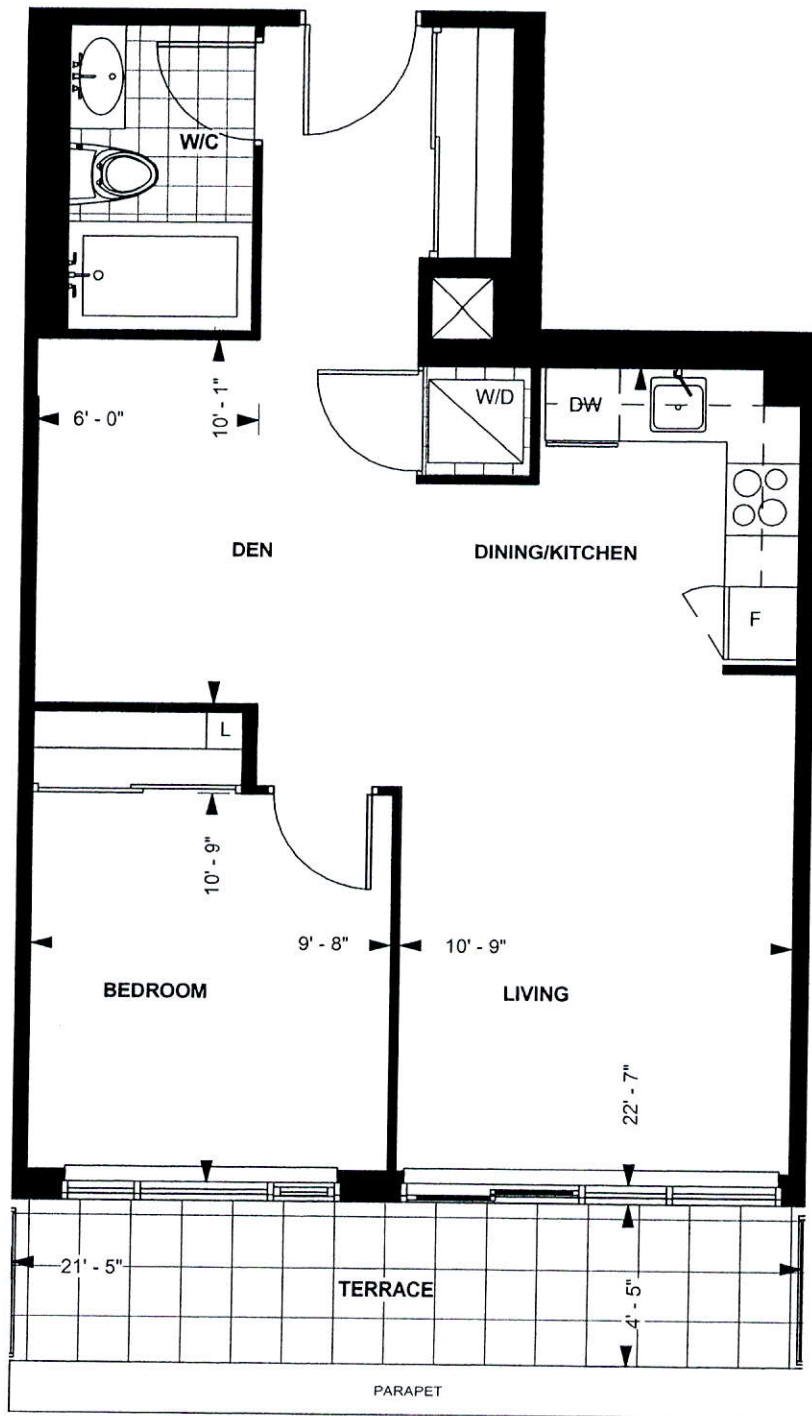 W/C
6' - 0"
10' - 1"
W/D
DW
DEN
DINING/KITCHEN
F
L
10' - 9"
9' - 8"
10' - 9"
BEDROOM
LIVING
22' - 7"
21' - 5"
TERRACE
4' - 5"
PARAPET